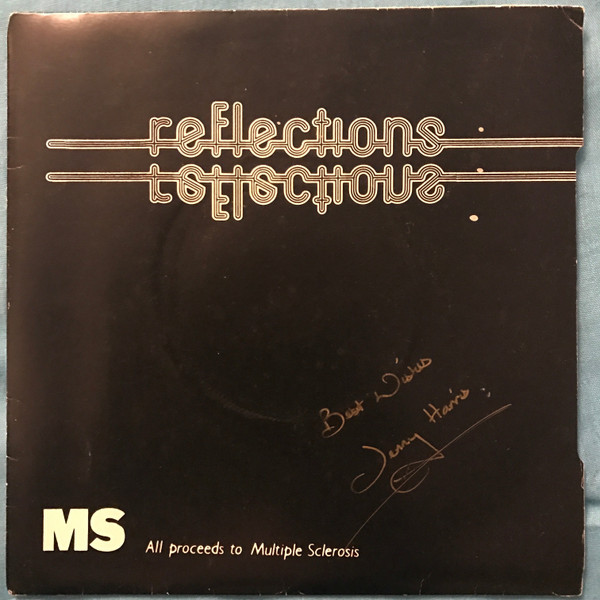 reflections
reflections
Best Wishes
Jerry Harris
MS
All proceeds to Multiple Sclerosis